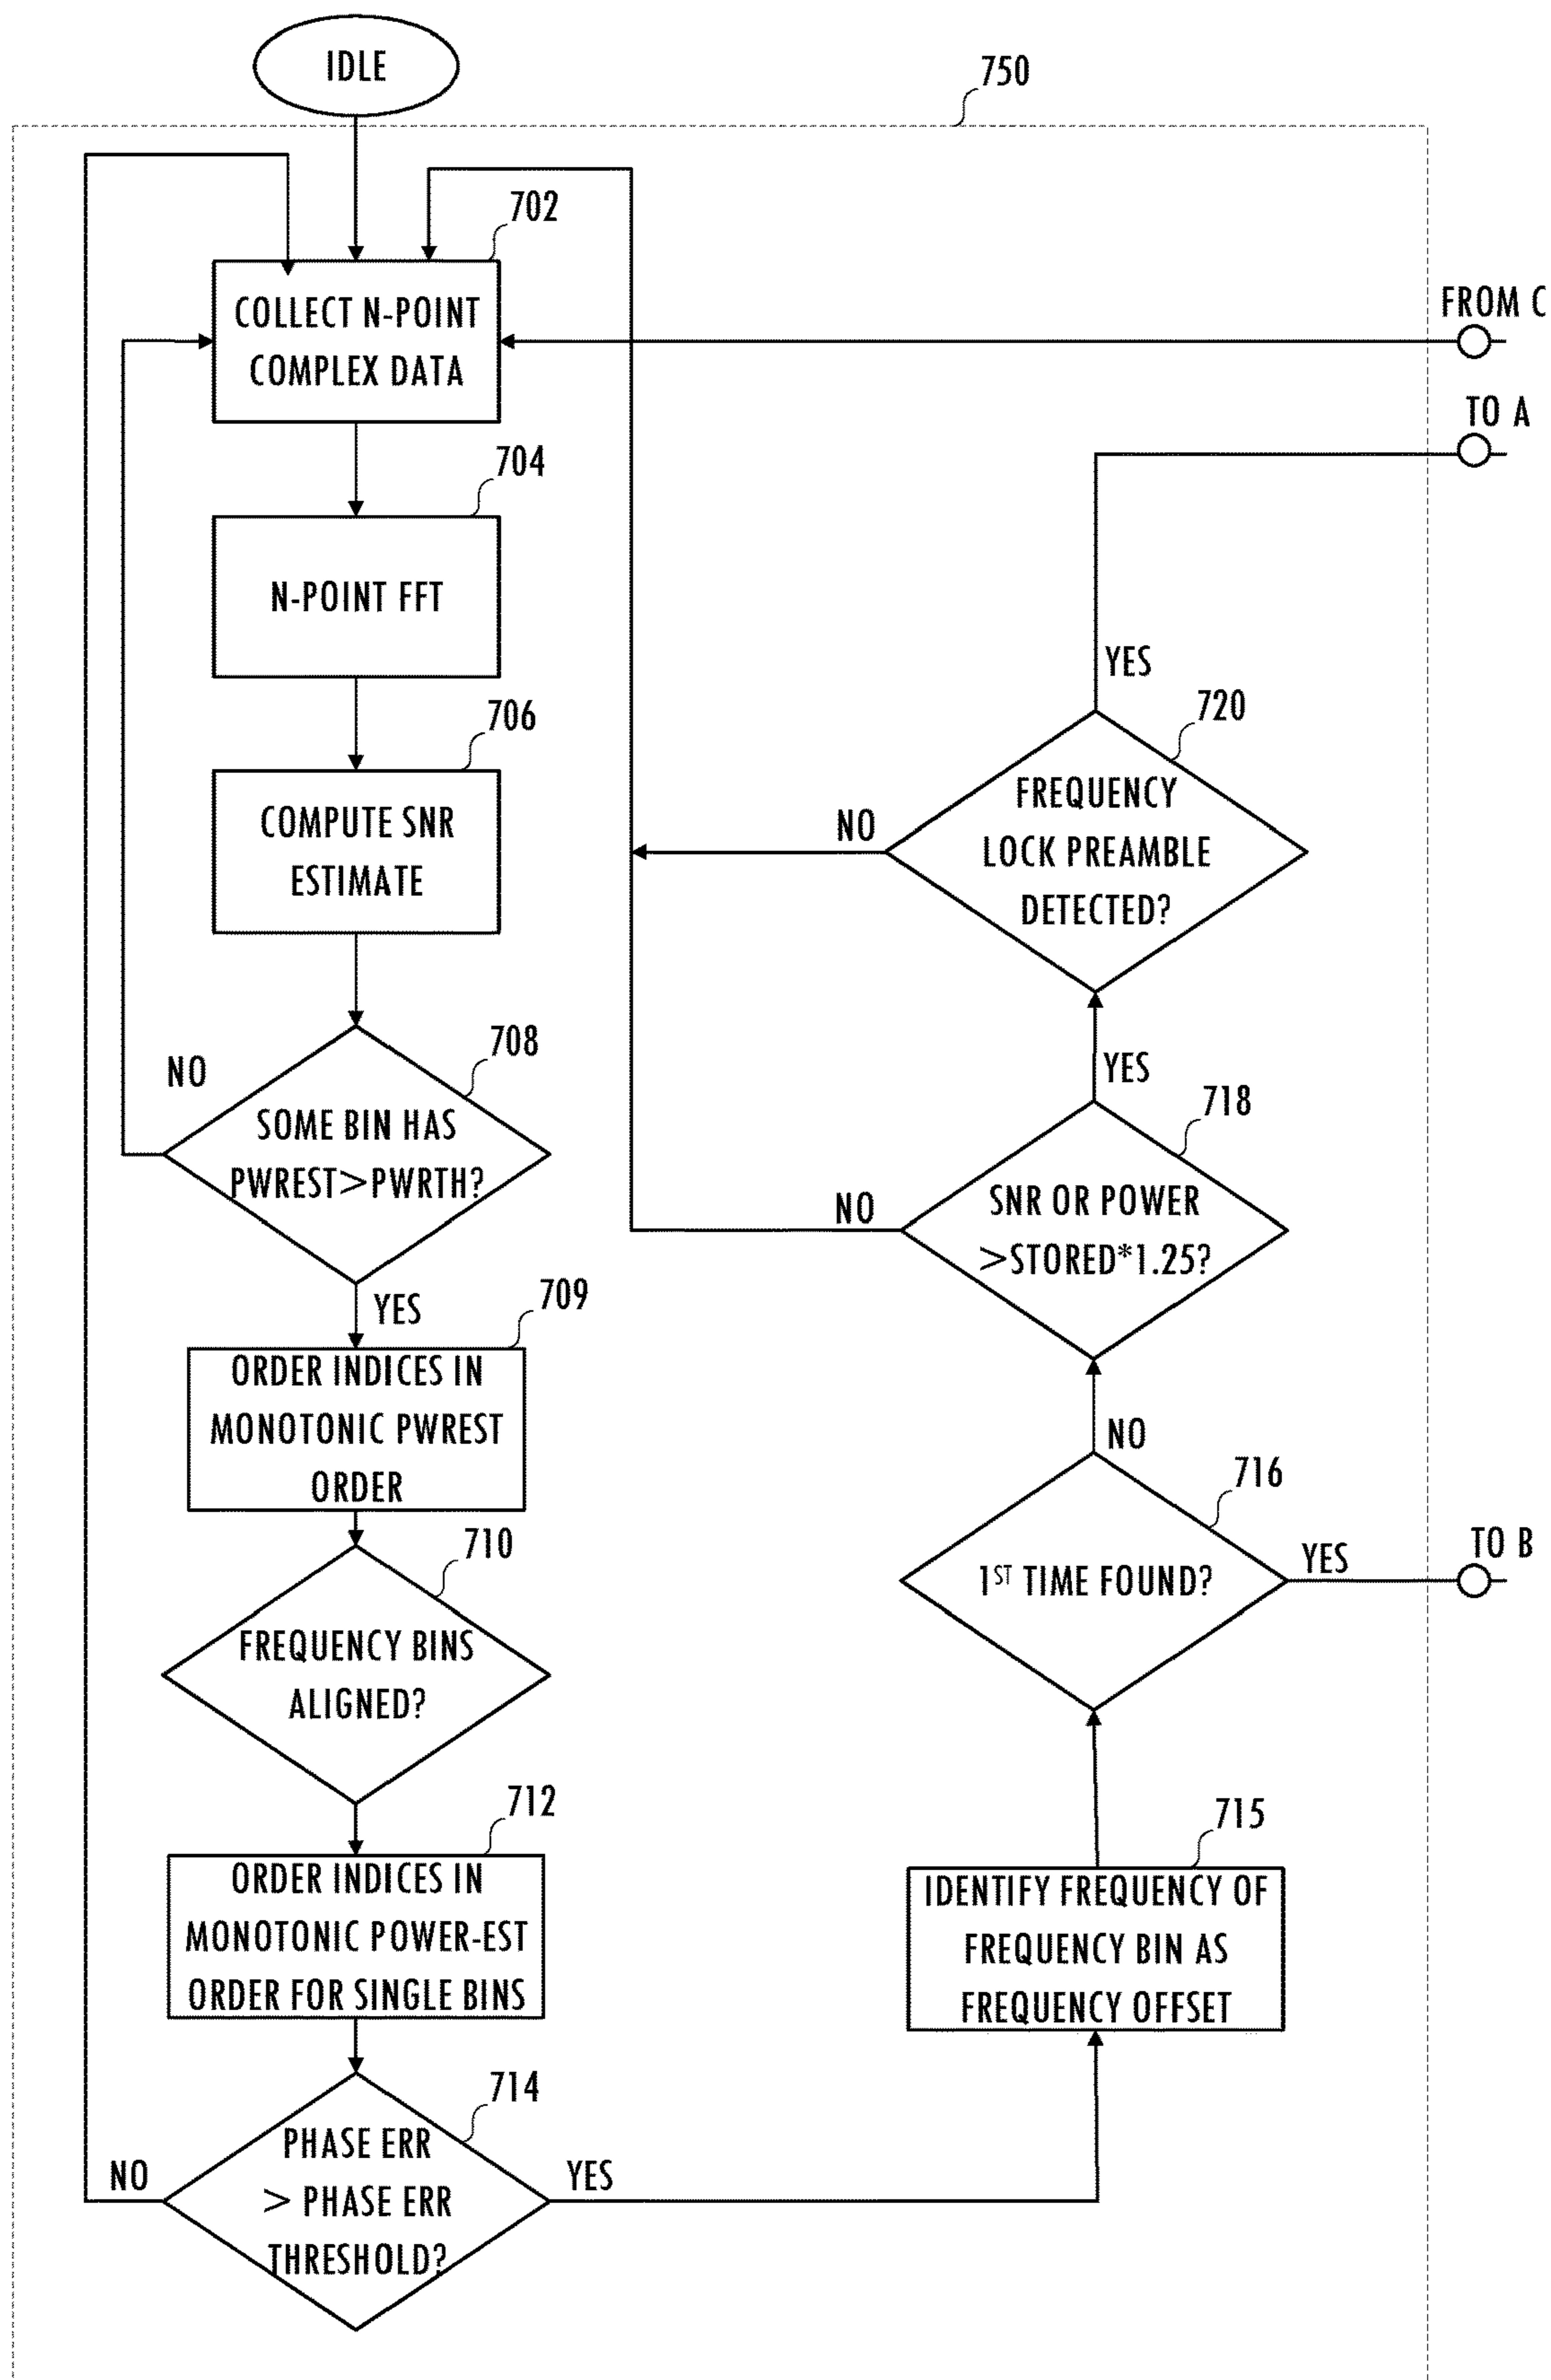 IDLE
750
702
COLLECT N-POINT
COMPLEX DATA
FROM C
TO A
704
N-POINT FFT
706
COMPUTE SNR
ESTIMATE
YES
720
FREQUENCY
LOCK PREAMBLE
DETECTED?
NO
708
NO
SOME BIN HAS
PWREST>PWRTH?
YES
YES
718
SNR OR POWER
>STORED*1.25?
NO
709
ORDER INDICES IN
MONOTONIC PWREST
ORDER
NO
716
1ST TIME FOUND?
YES
TO B
710
FREQUENCY BINS
ALIGNED?
712
ORDER INDICES IN
MONOTONIC POWER-EST
ORDER FOR SINGLE BINS
715
IDENTIFY FREQUENCY OF
FREQUENCY BIN AS
FREQUENCY OFFSET
714
PHASE ERR
> PHASE ERR
THRESHOLD?
NO
YES